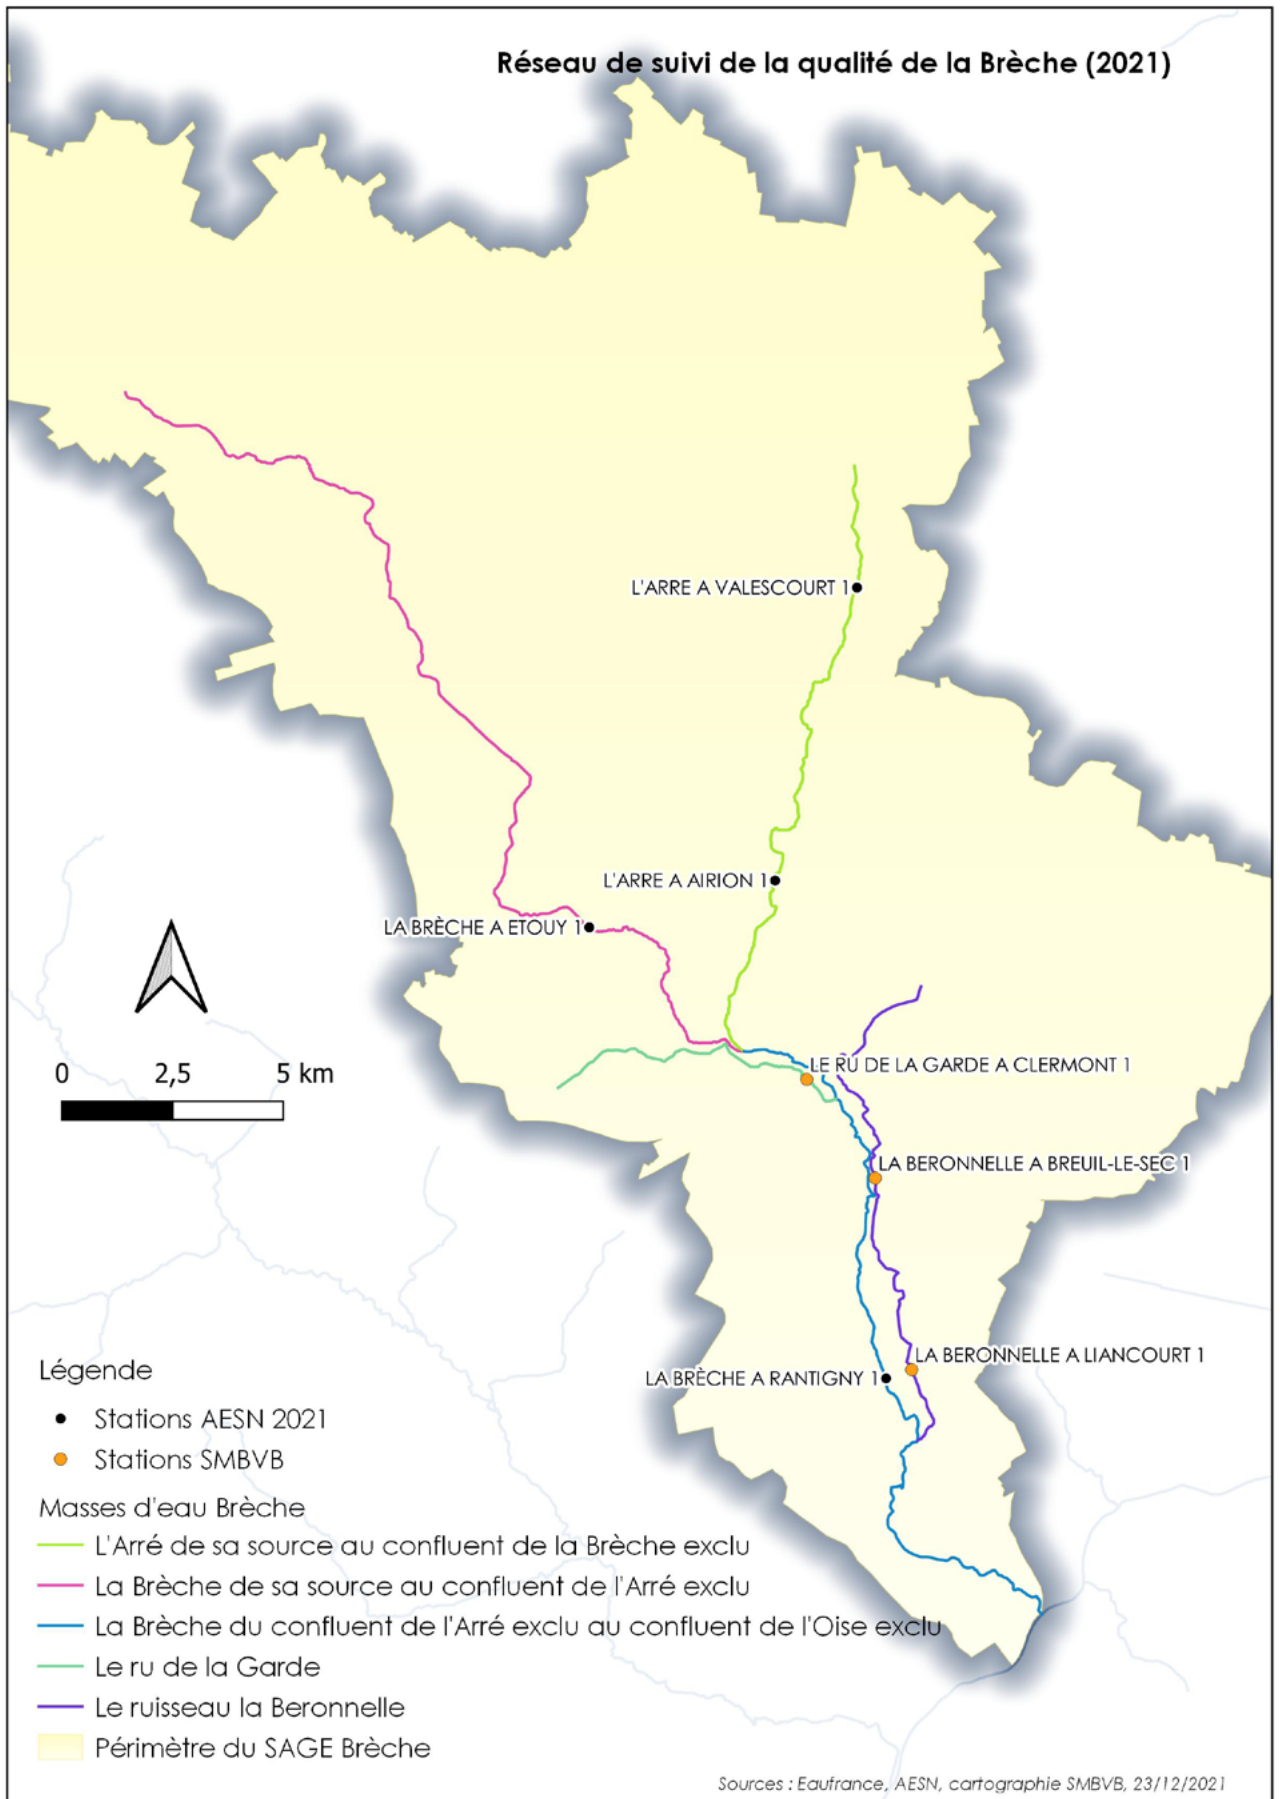 Réseau de suivi de la qualité de la Brèche (2021)
L'ARRE A VALESCOURT 1
L'ARRE A AIRION 1
LA BRÈCHE A ETOUY 1
LE RU DE LA GARDE A CLERMONT 1
0 2,5 5 km
LA BERONNELLE A BREUIL-LE-SEC 1
LA BERONNELLE A LIANCOURT 1
LA BRÈCHE A RANTIGNY 1
Légende
Stations AESN 2021
Stations SMBVB
Masses d'eau Brèche
L'Arré de sa source au confluent de la Brèche exclu
La Brèche de sa source au confluent de l'Arré exclu
La Brèche du confluent de l'Arré exclu au confluent de l'Oise exclu
Le ru de la Garde
Le ruisseau la Beronnelle
Périmètre du SAGE Brèche
Sources : Eaufrance, AESN, cartographie SMBVB, 23/12/2021